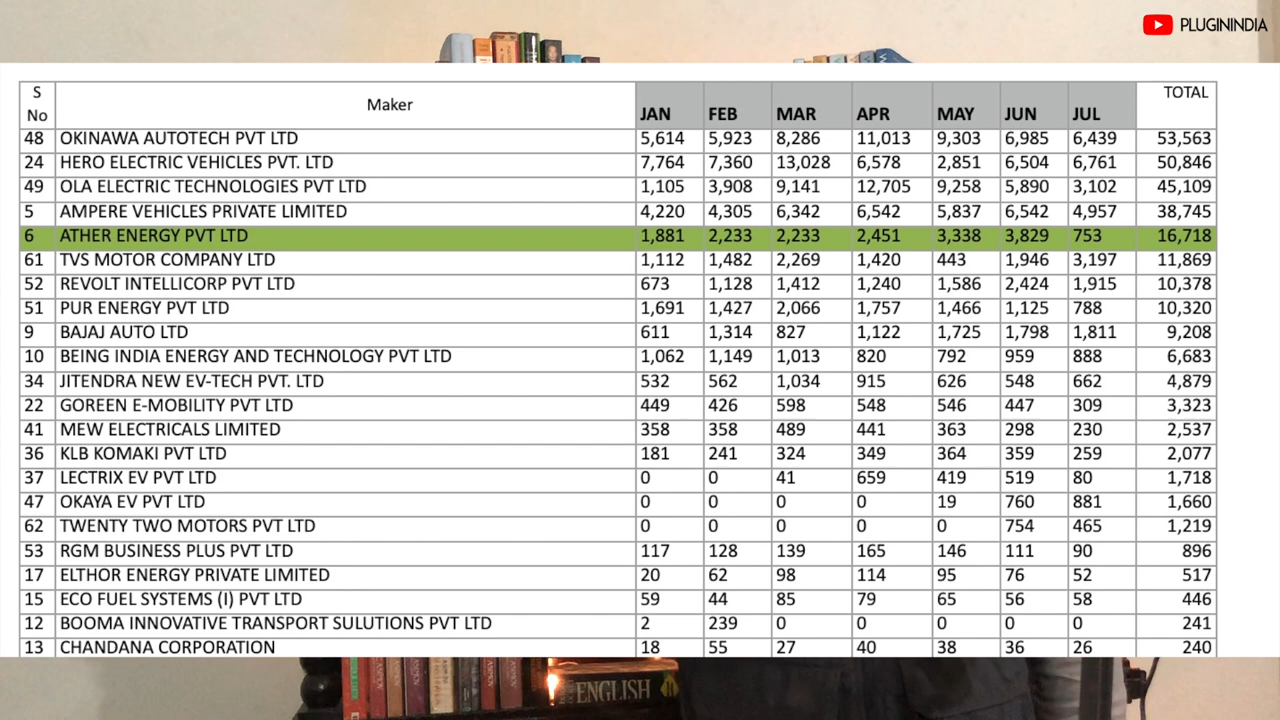 PLUGININDIA
S No Maker JAN FEB MAR APR MAY JUN JUL TOTAL
48 OKINAWA AUTOTECH PVT LTD 5,614 5,923 8,286 11,013 9,303 6,985 6,439 53,563
24 HERO ELECTRIC VEHICLES PVT. LTD 7,764 7,360 13,028 6,578 2,851 6,504 6,761 50,846
49 OLA ELECTRIC TECHNOLOGIES PVT LTD 1,105 3,908 9,141 12,705 9,258 5,890 3,102 45,109
5 AMPERE VEHICLES PRIVATE LIMITED 4,220 4,305 6,342 6,542 5,837 6,542 4,957 38,745
6 ATHER ENERGY PVT LTD 1,881 2,233 2,233 2,451 3,338 3,829 753 16,718
61 TVS MOTOR COMPANY LTD 1,112 1,482 2,269 1,420 443 1,946 3,197 11,869
52 REVOLT INTELLICORP PVT LTD 673 1,128 1,412 1,240 1,586 2,424 1,915 10,378
51 PUR ENERGY PVT LTD 1,691 1,427 2,066 1,757 1,466 1,125 788 10,320
9 BAJAJ AUTO LTD 611 1,314 827 1,122 1,725 1,798 1,811 9,208
10 BEING INDIA ENERGY AND TECHNOLOGY PVT LTD 1,062 1,149 1,013 820 792 959 888 6,683
34 JITENDRA NEW EV-TECH PVT. LTD 532 562 1,034 915 626 548 662 4,879
22 GOREEN E-MOBILITY PVT LTD 449 426 598 548 546 447 309 3,323
41 MEW ELECTRICALS LIMITED 358 358 489 441 363 298 230 2,537
36 KLB KOMAKI PVT LTD 181 241 324 349 364 359 259 2,077
37 LECTRIX EV PVT LTD 0 0 41 659 419 519 80 1,718
47 OKAYA EV PVT LTD 0 0 0 0 19 760 881 1,660
62 TWENTY TWO MOTORS PVT LTD 0 0 0 0 0 754 465 1,219
53 RGM BUSINESS PLUS PVT LTD 117 128 139 165 146 111 90 896
17 ELTHOR ENERGY PRIVATE LIMITED 20 62 98 114 95 76 52 517
15 ECO FUEL SYSTEMS (I) PVT LTD 59 44 85 79 65 56 58 446
12 BOOMA INNOVATIVE TRANSPORT SULUTIONS PVT LTD 2 239 0 0 0 0 0 241
13 CHANDANA CORPORATION 18 55 27 40 38 36 26 240
ENGLISH